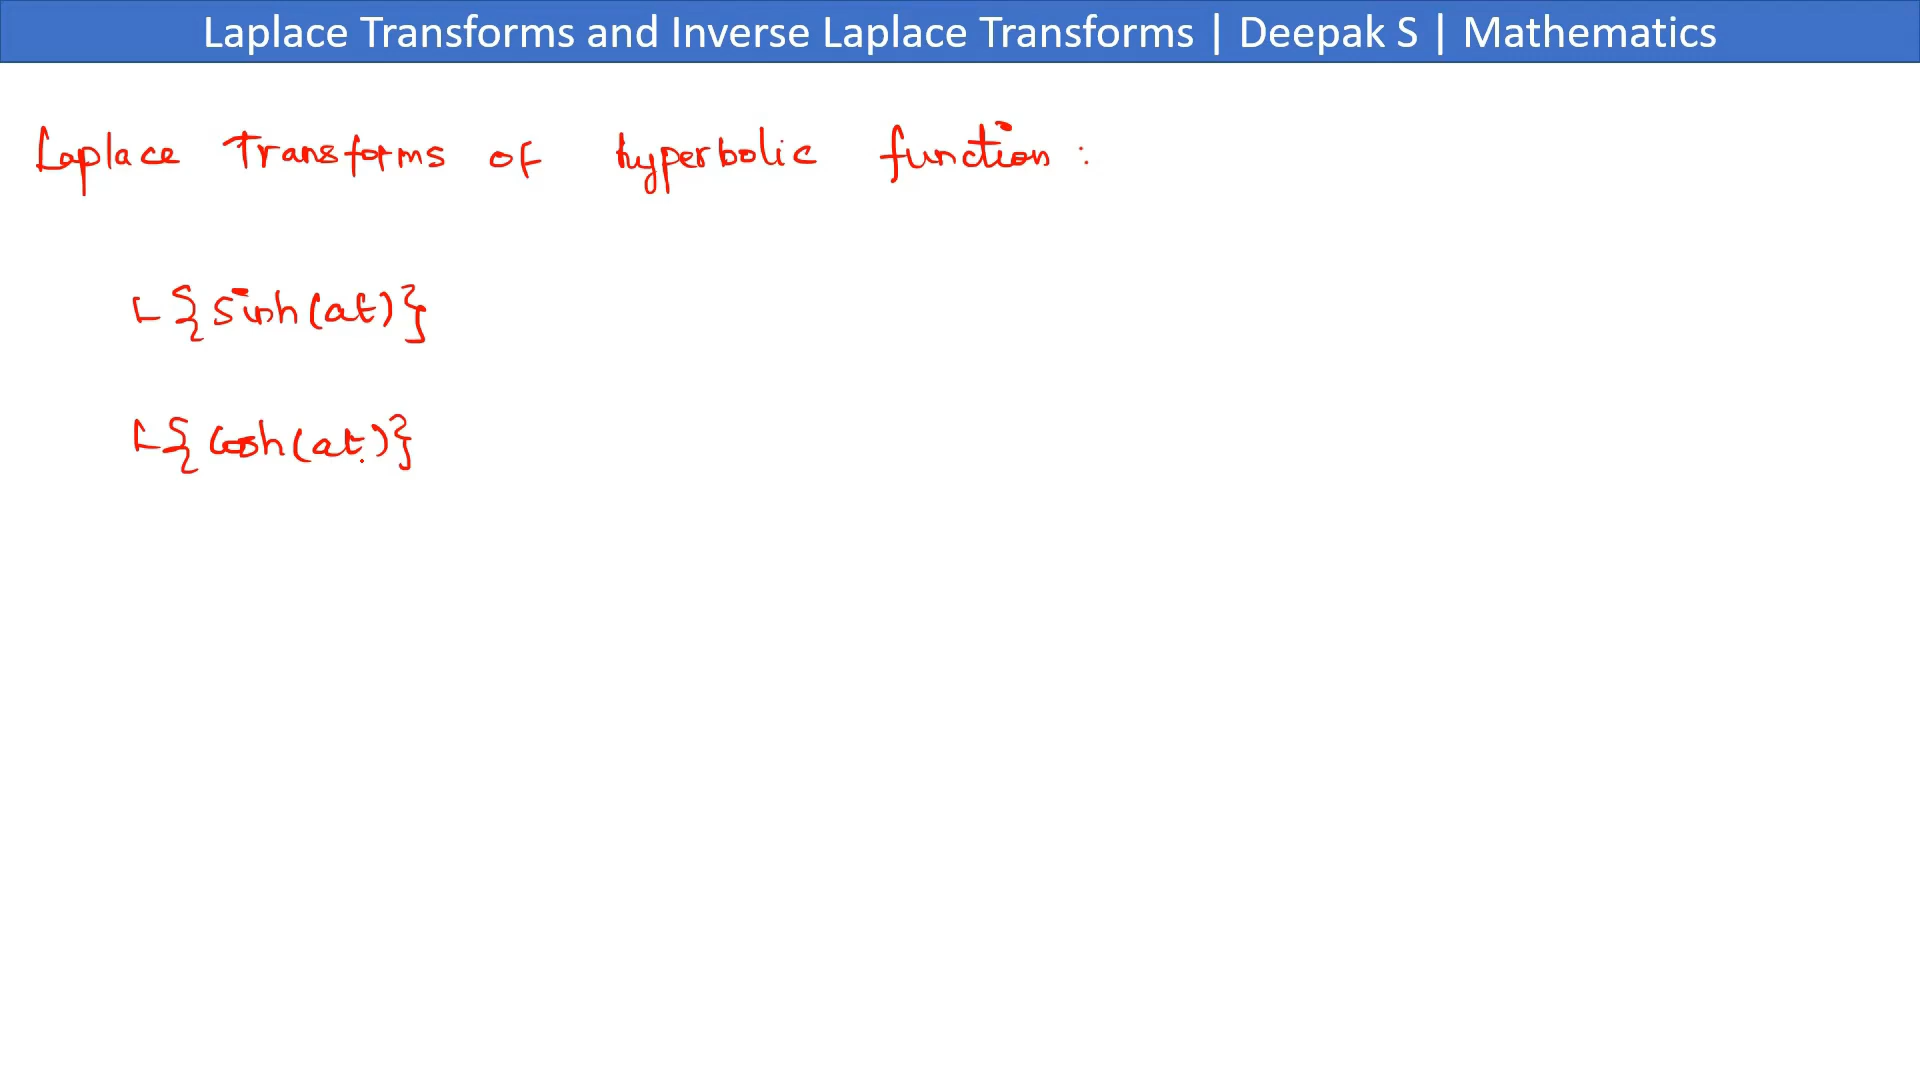 Laplace Transforms and Inverse Laplace Transforms | Deepak S | Mathematics
Laplace Transforms of hyperbolic function :
L{sinh(at)}
L{cosh(at)}